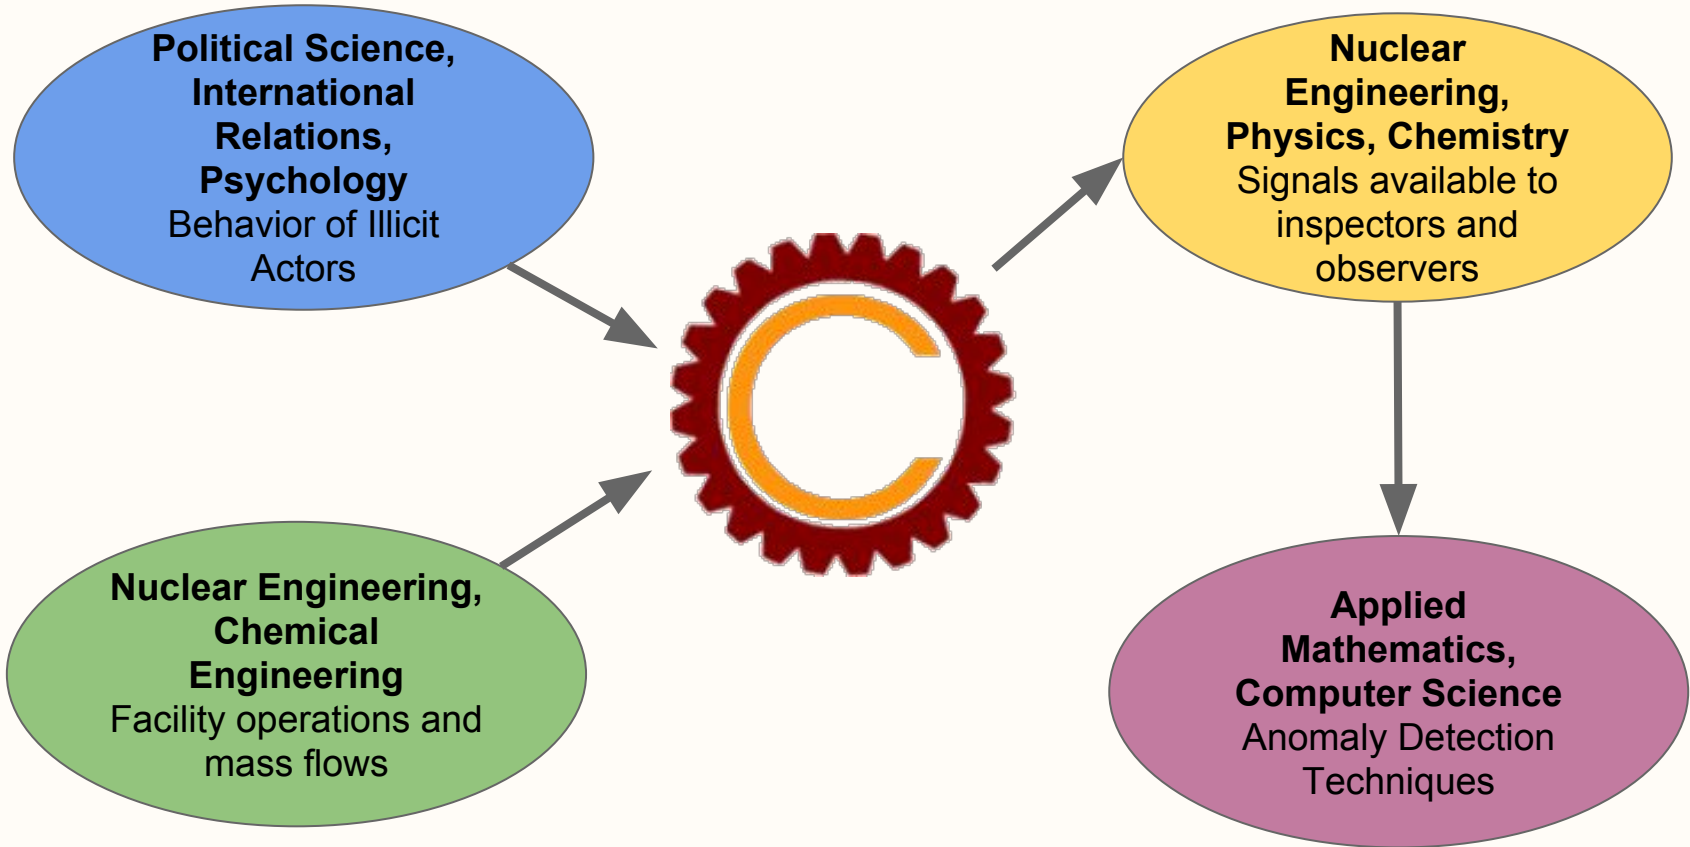 Political Science,
International
Relations,
Psychology
Behavior of Illicit
Actors
Nuclear Engineering,
Chemical
Engineering
Facility operations and
mass flows
C
Nuclear
Engineering,
Physics, Chemistry
Signals available to
inspectors and
observers
Applied
Mathematics,
Computer Science
Anomaly Detection
Techniques